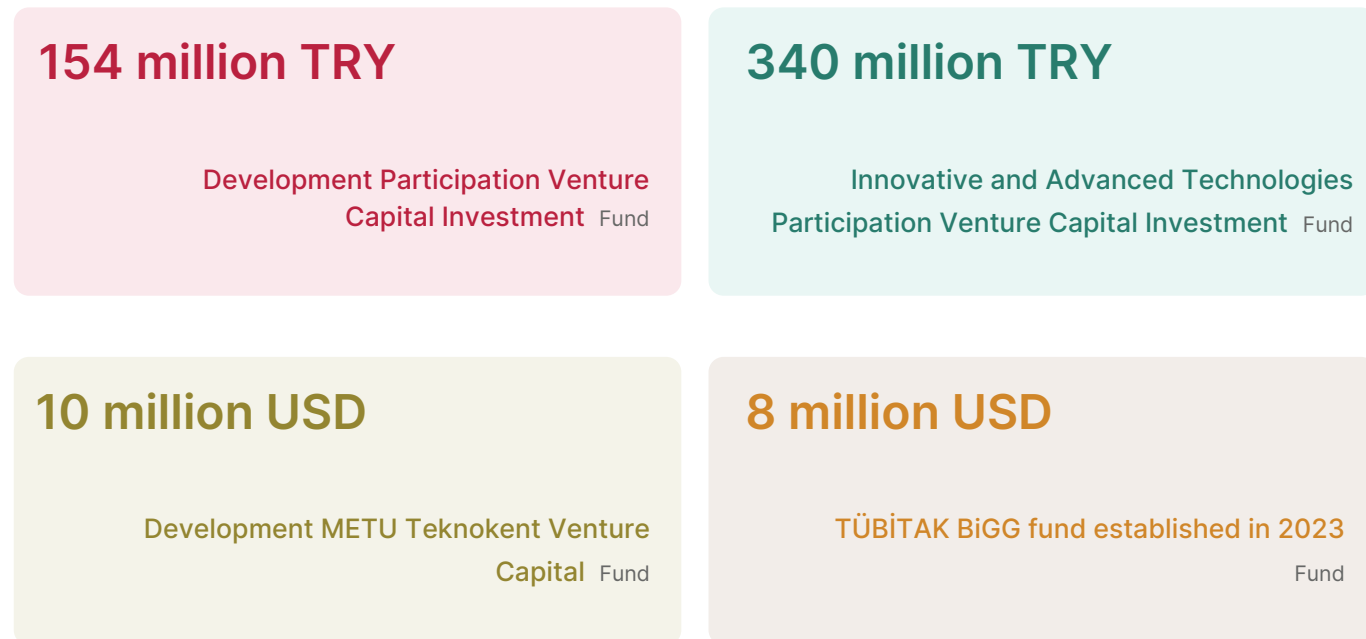 154 million TRY
Development Participation Venture
Capital Investment Fund
340 million TRY
Innovative and Advanced Technologies
Participation Venture Capital Investment Fund
10 million USD
Development METU Teknokent Venture
Capital Fund
8 million USD
TÜBİTAK BiGG fund established in 2023
Fund